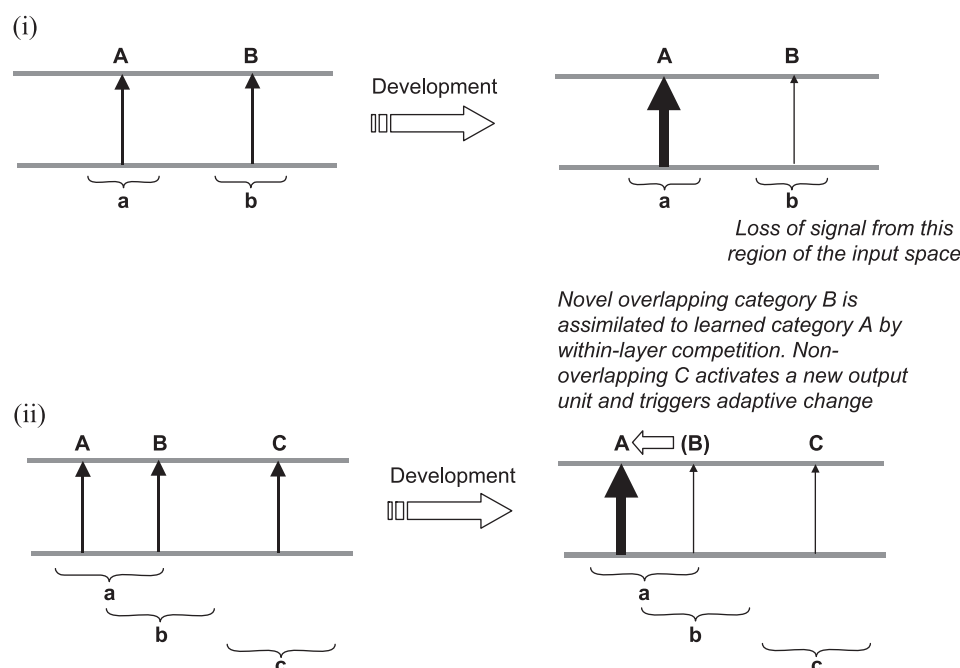 (i)
A B
Development
A B
a b
a b
Loss of signal from this
region of the input space
Novel overlapping category B is
assimilated to learned category A by
within-layer competition. Non-
overlapping C activates a new output
unit and triggers adaptive change
(ii)
A B C
Development
A (B) C
a
b
c
a
b
c